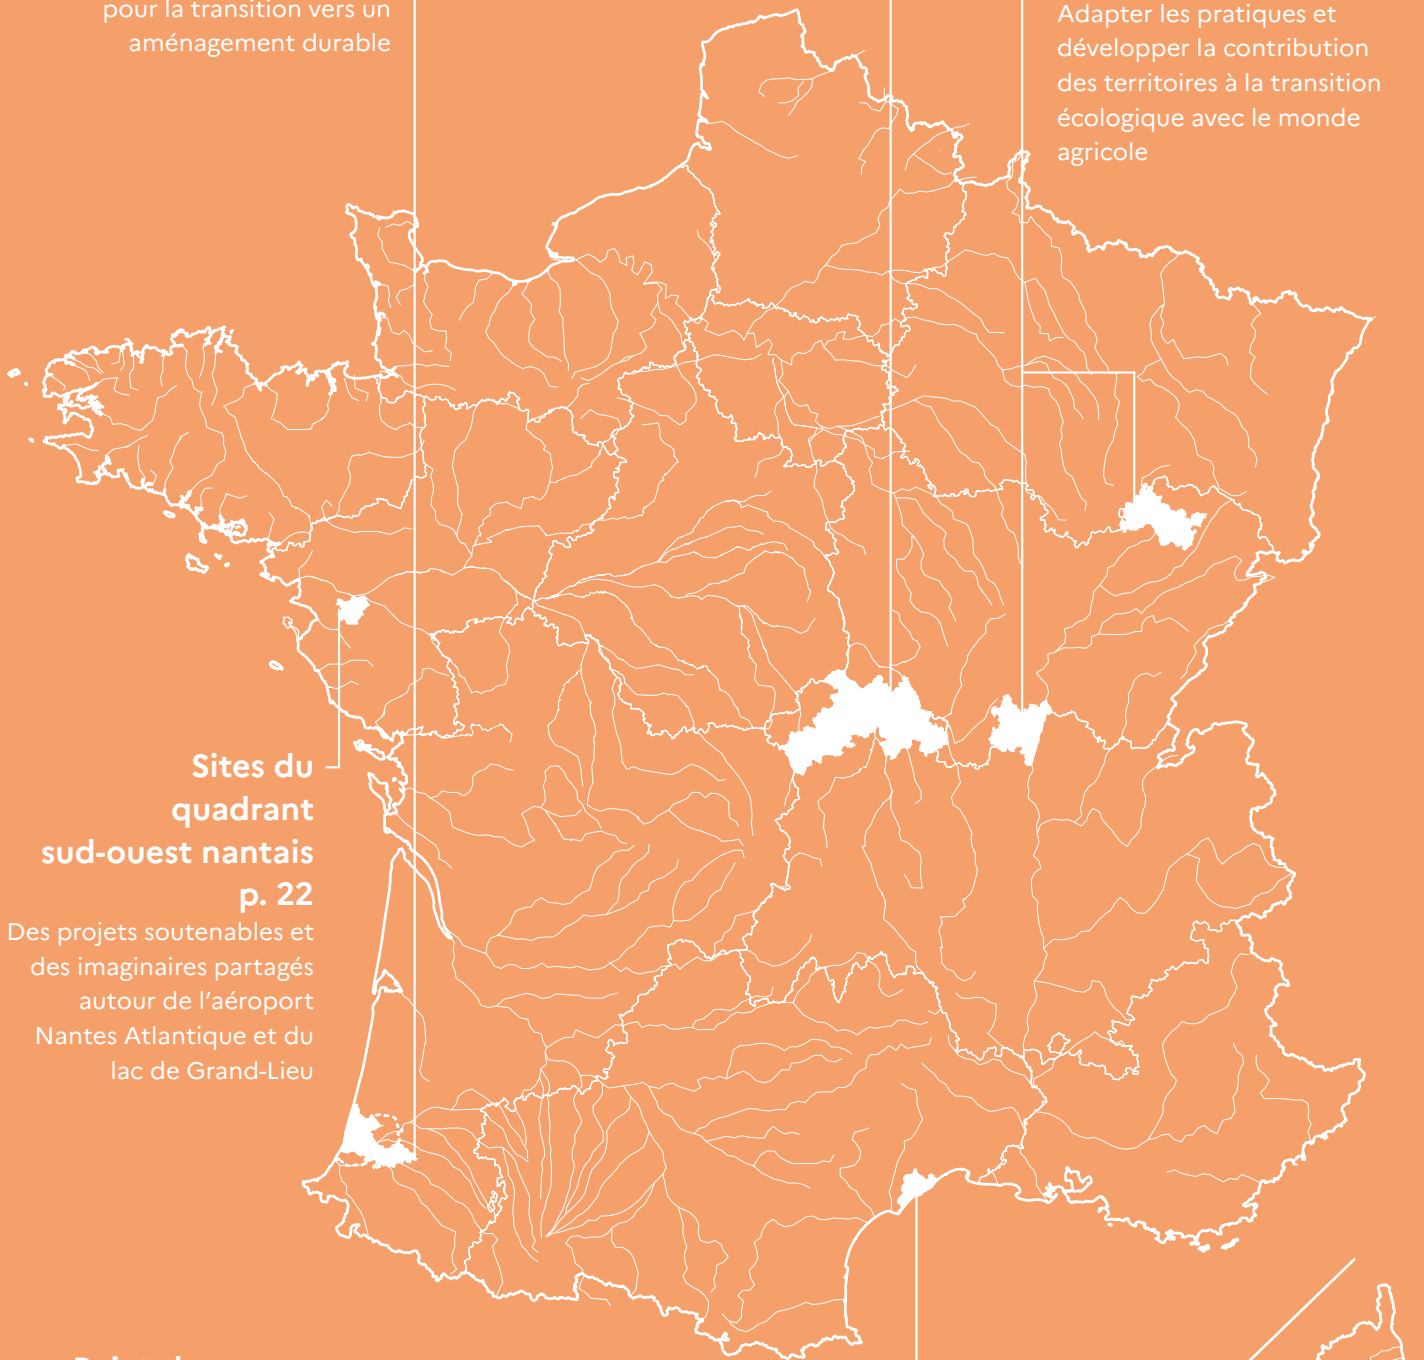 pour la transition vers un
aménagement durable
Adapter les pratiques et
développer la contribution
des territoires à la transition
écologique avec le monde
agricole
Sites du
quadrant
sud-ouest nantais
p. 22
Des projets soutenables et
des imaginaires partagés
autour de l'aéroport
Nantes Atlantique et du
lac de Grand-Lieu